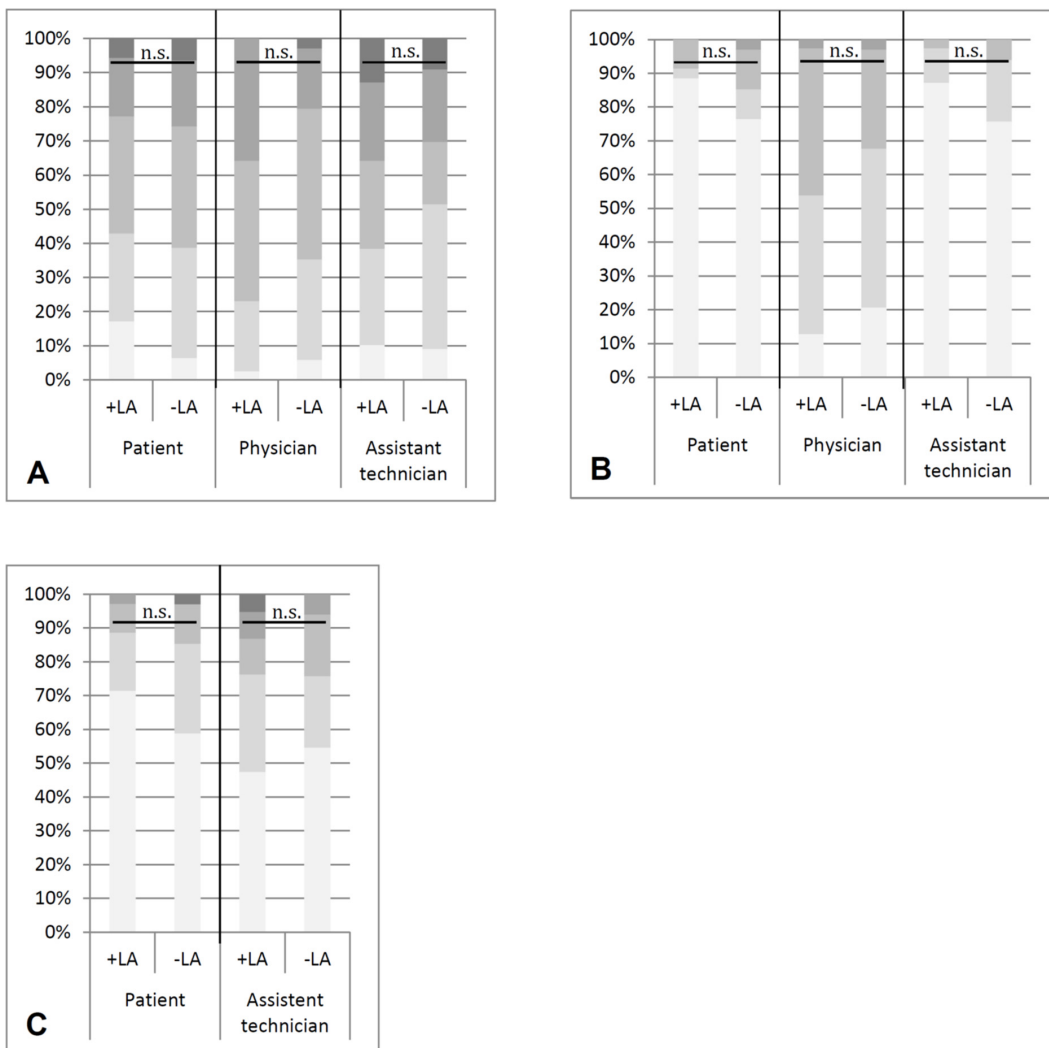 100%
90%
80%
70%
60%
50%
40%
30%
20%
10%
0%
n.s. n.s. n.s.
+LA -LA +LA -LA +LA -LA
Patient Physician Assistant
technician
A
100%
90%
80%
70%
60%
50%
40%
30%
20%
10%
0%
n.s. n.s. n.s.
+LA -LA +LA -LA +LA -LA
Patient Physician Assistant
technician
B
100%
90%
80%
70%
60%
50%
40%
30%
20%
10%
0%
n.s. n.s.
+LA -LA +LA -LA
Patient Assistent
technician
C